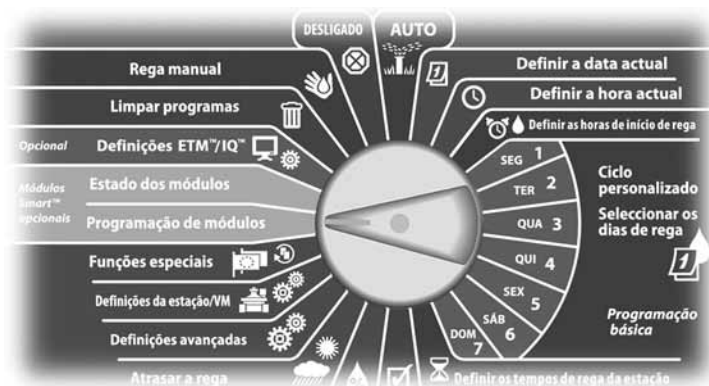 DESLIGADO
AUTO
Rega manual
Limpar programas
Opcional
Definições ETM™/IQ™
Módulos Smart™ opcionais
Estado dos módulos
Programação de módulos
Funções especiais
Definições da estação/VM
Definições avançadas
Atrasar a rega
1
Definir a data actual
Definir a hora actual
Definir as horas de início de rega
SEG 1
TER 2
QUA 3
QUI 4
SEX 5
SÁB 6
DOM 7
Ciclo
personalizado
Seleccionar os
dias de rega
1
Programação
básica
Definir os tempos de rega da estação